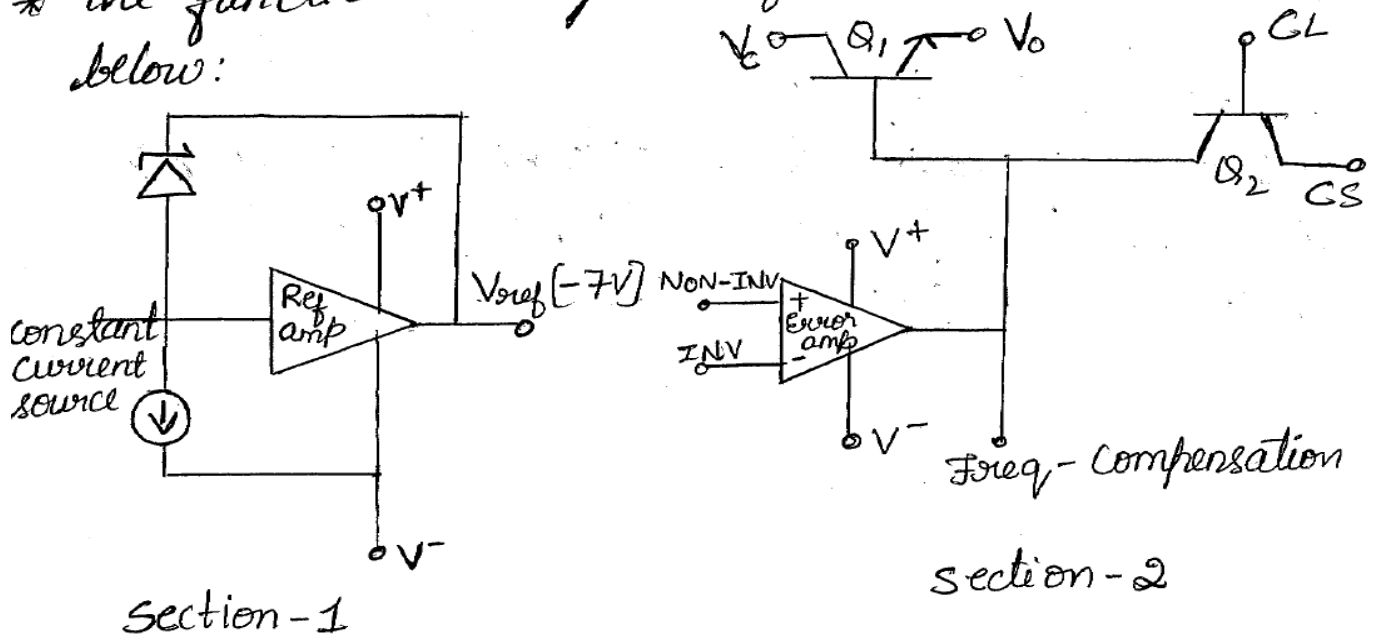 * the
below:
Vc Q1 Vo
CL
Q2
CS
V+
Ref
amp
Vref [-7V]
constant
current
source
V-
Section-1
NON-INV
INV
V+
+
Error
amp
-
V-
Freq,- Compensation
Section-2